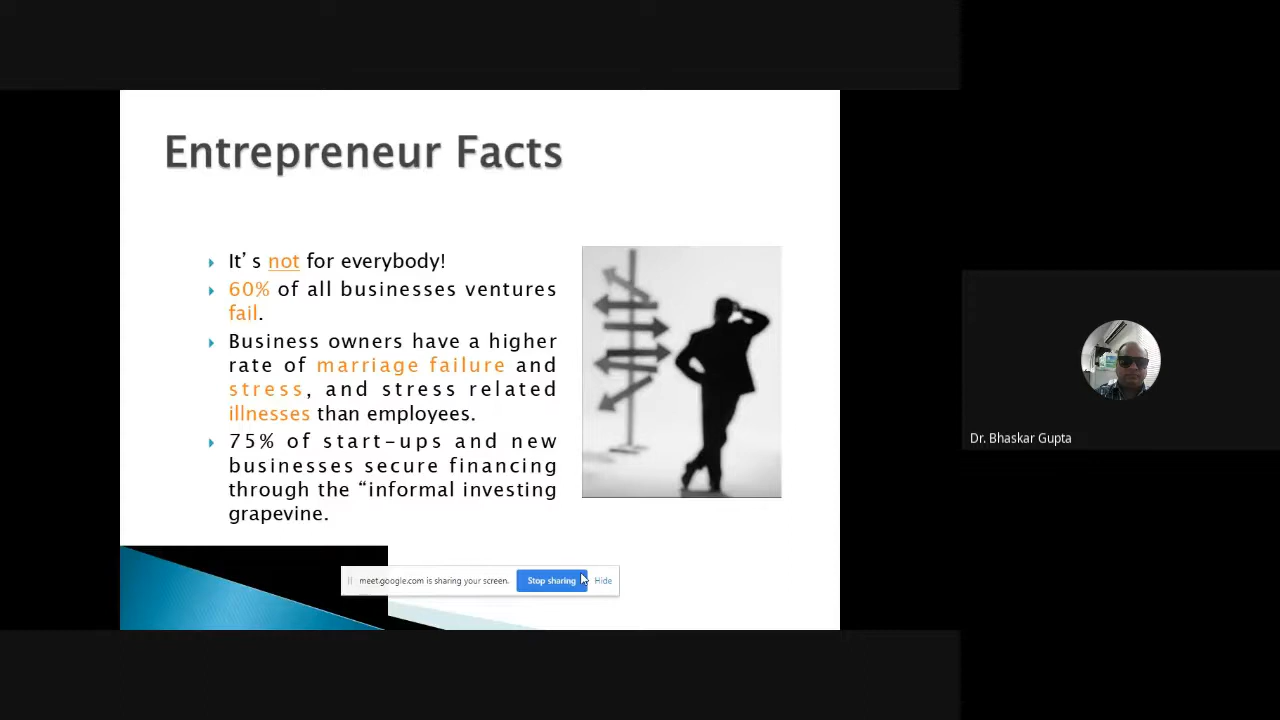 Entrepreneur Facts
It's not for everybody!
60% of all businesses ventures
fail.
Business owners have a higher
rate of marriage failure and
stress, and stress related
illnesses than employees.
75% of start-ups and new
businesses secure financing
through the “informal investing
grapevine.
meet.google.com is sharing your screen.
Stop sharing
Hide
Dr. Bhaskar Gupta